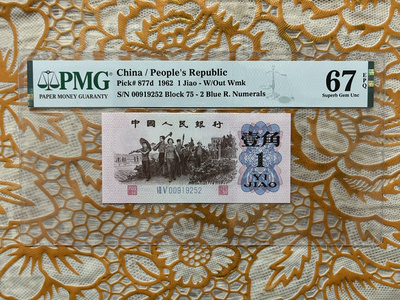 PMG
PAPER MONEY GUARANTY
China / People's Republic
Pick# 877d 1962 1 Jiao - W/Out Wmk
S/N 00919252 Block 75 - 2 Blue R. Numerals
67 EPQ
Superb Gem Unc
中国人民银行
壹角
1
YI
JIAO
00919252